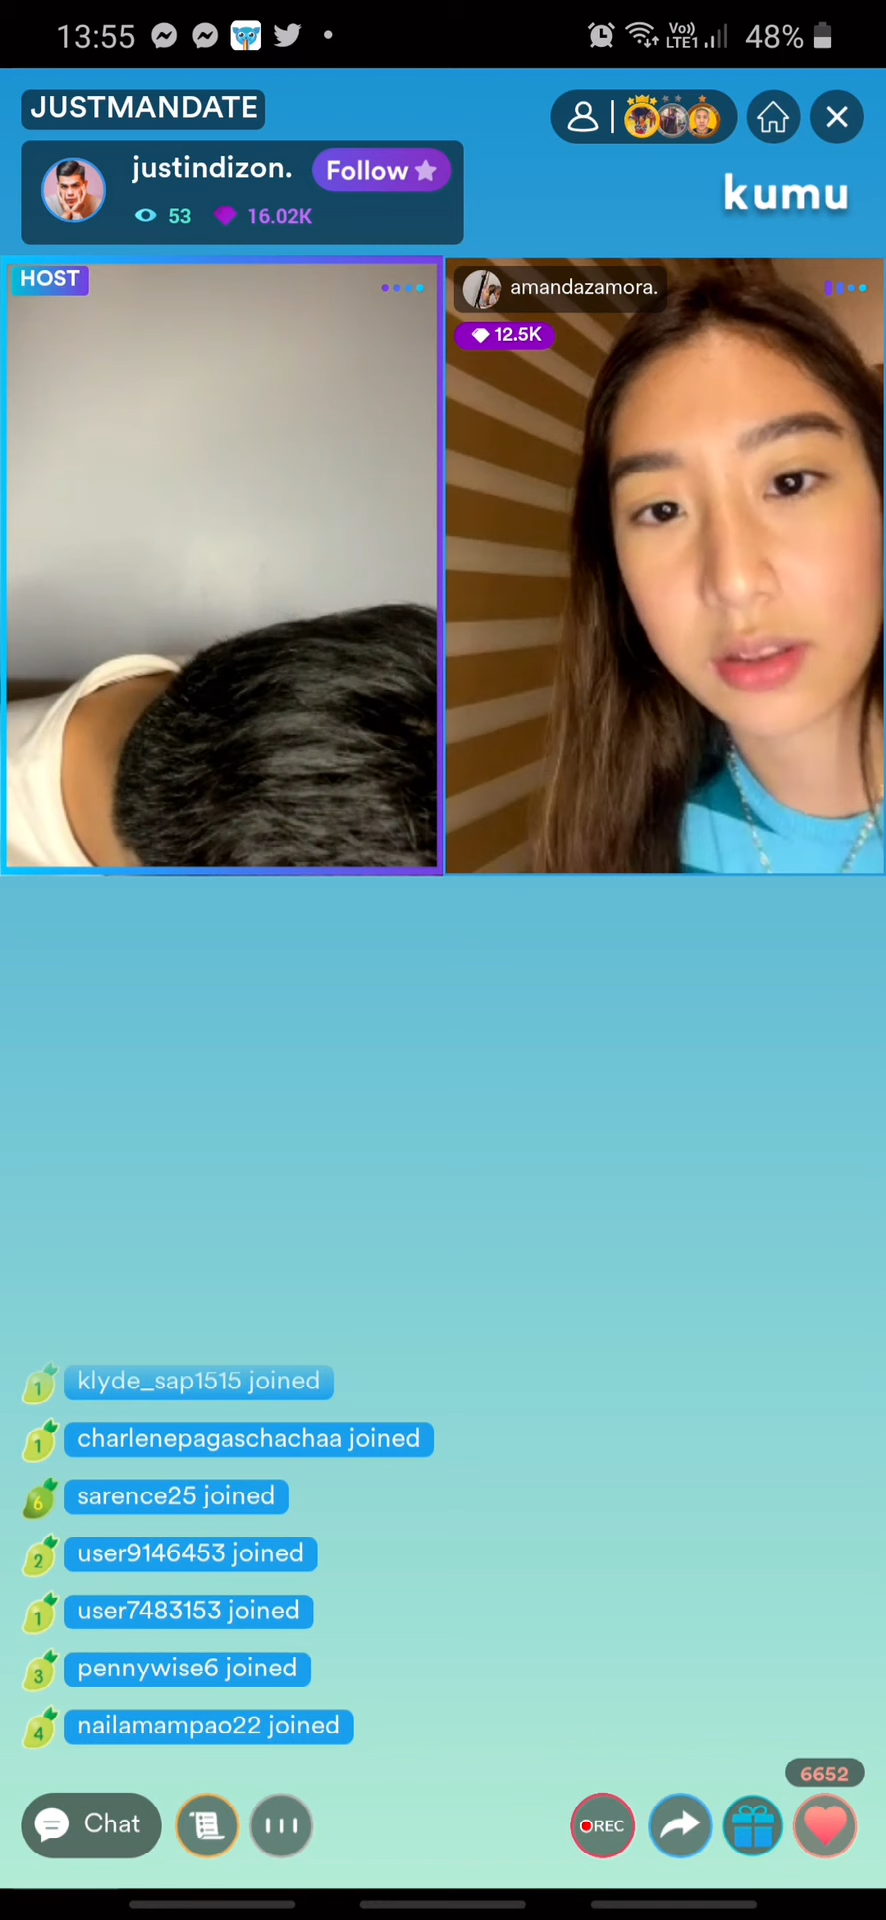 13:55
Vo))
LTE1
48%
JUSTMANDATE
justindizon.
Follow
53
16.02K
kumu
HOST
amandazamora.
12.5K
1
klyde_sap1515 joined
1
charlenepagaschachaa joined
6
sarence25 joined
2
user9146453 joined
1
user7483153 joined
3
pennywise6 joined
4
nailamampao22 joined
6652
Chat
REC